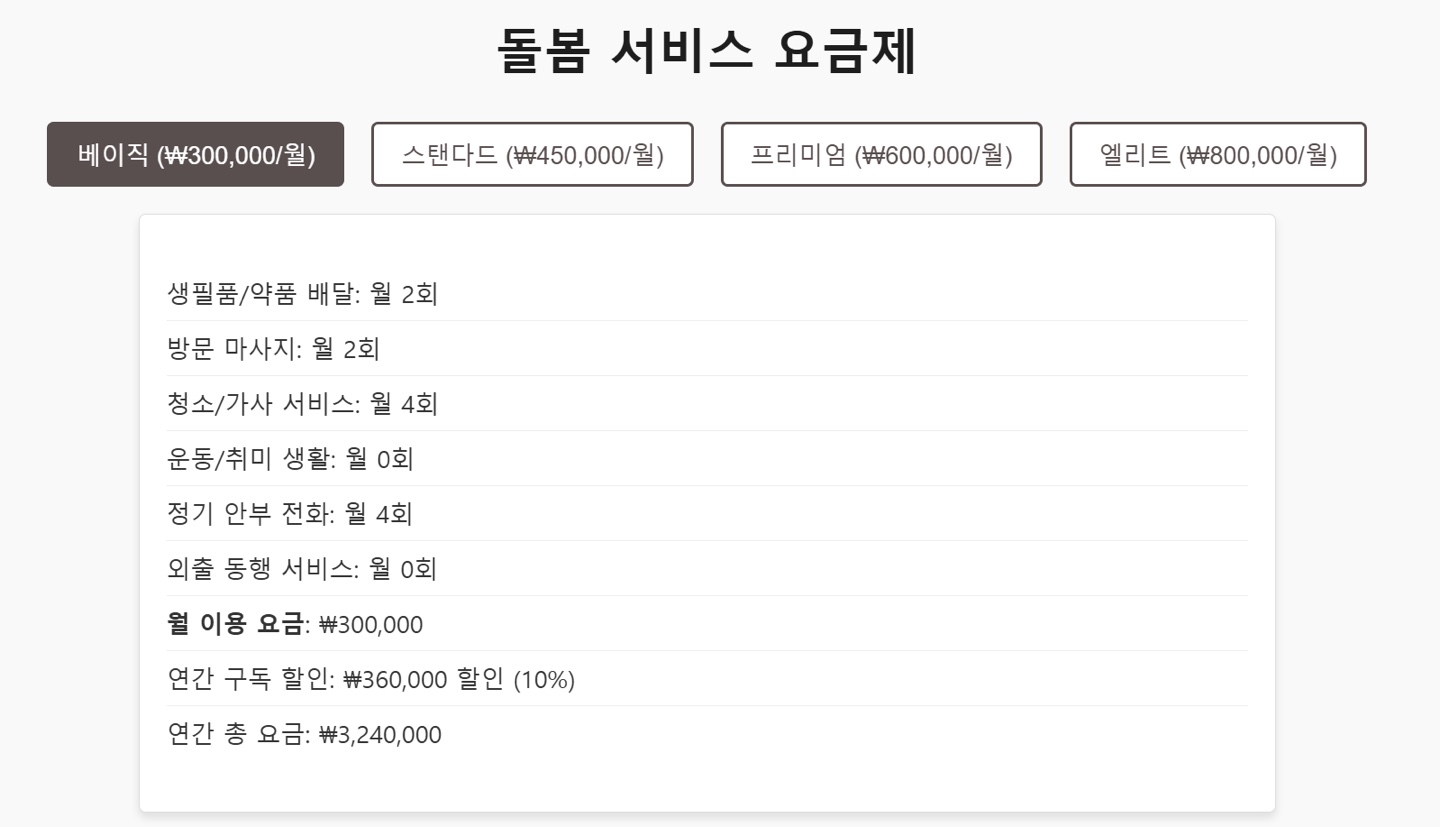 돌봄 서비스 요금제
베이직 (₩300,000/월)
스탠다드 (₩450,000/월)
프리미엄 (₩600,000/월)
엘리트 (₩800,000/월)
생필품/약품 배달: 월 2회
방문 마사지: 월 2회
청소/가사 서비스: 월 4회
운동/취미 생활: 월 0회
정기 안부 전화: 월 4회
외출 동행 서비스: 월 0회
월 이용 요금: ₩300,000
연간 구독 할인: ₩360,000 할인 (10%)
연간 총 요금: ₩3,240,000